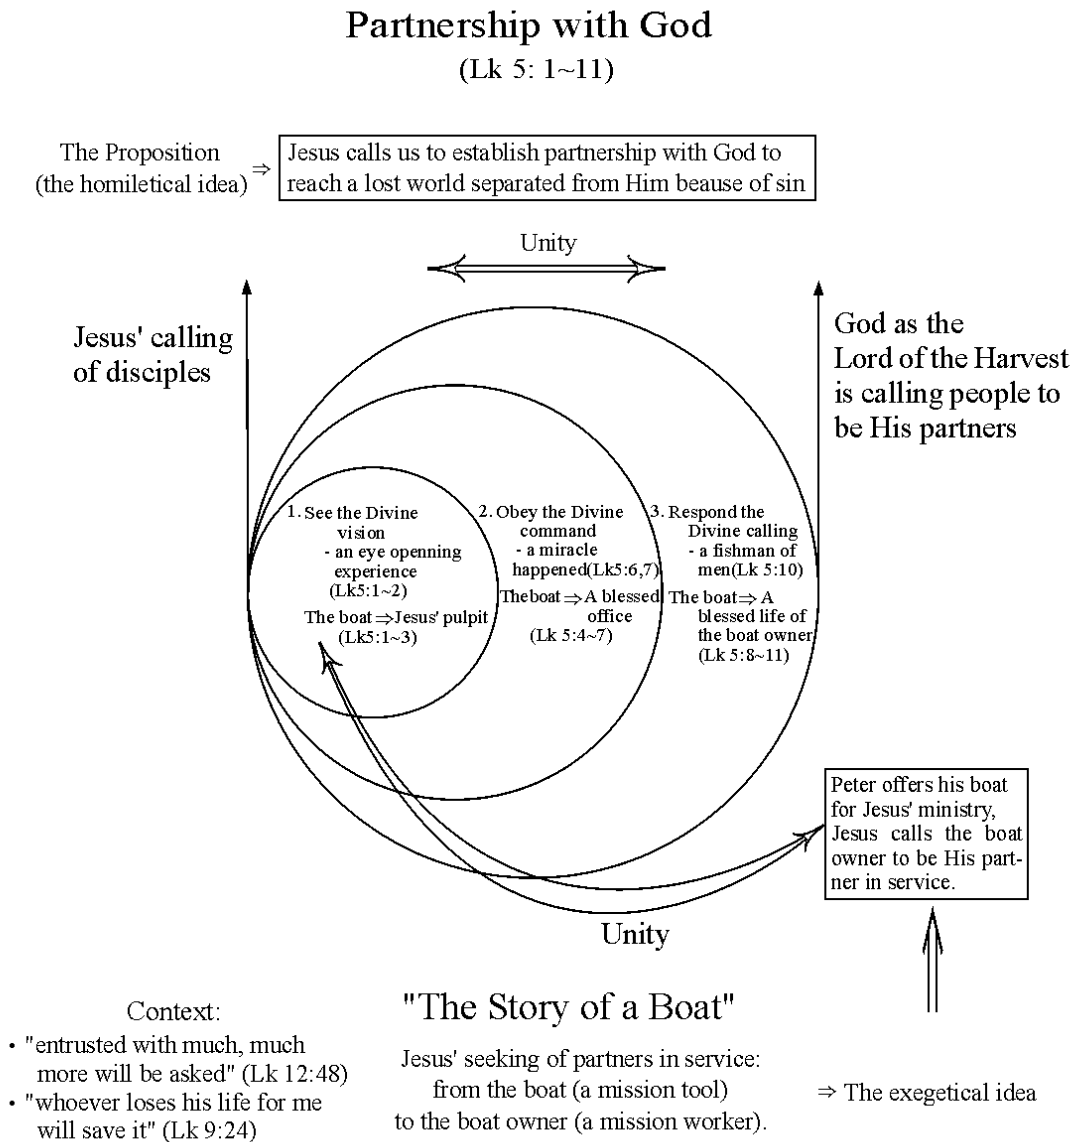 Partnership with God
(Lk 5: 1~11)
The Proposition
(the homiletical idea)
⇒
Jesus calls us to establish partnership with God to
reach a lost world separated from Him beause of sin
Unity
Jesus' calling
of disciples
God as the
Lord of the Harvest
is calling people to
be His partners
1. See the Divine
vision
- an eye openning
experience
(Lk5:1~2)
The boat ⇒ Jesus' pulpit
(Lk5:1~3)
2. Obey the Divine
command
- a miracle
happened(Lk5:6,7)
The boat ⇒ A blessed
office
(Lk 5:4~7)
3. Respond the
Divine calling
- a fishman of
men(Lk 5:10)
The boat ⇒ A
blessed life of
the boat owner
(Lk 5:8~11)
Peter offers his boat
for Jesus' ministry,
Jesus calls the boat
owner to be His part-
ner in service.
Unity
Context:
· "entrusted with much, much
more will be asked" (Lk 12:48)
· "whoever loses his life for me
will save it" (Lk 9:24)
"The Story of a Boat"
Jesus' seeking of partners in service:
from the boat (a mission tool)
to the boat owner (a mission worker).
⇒ The exegetical idea